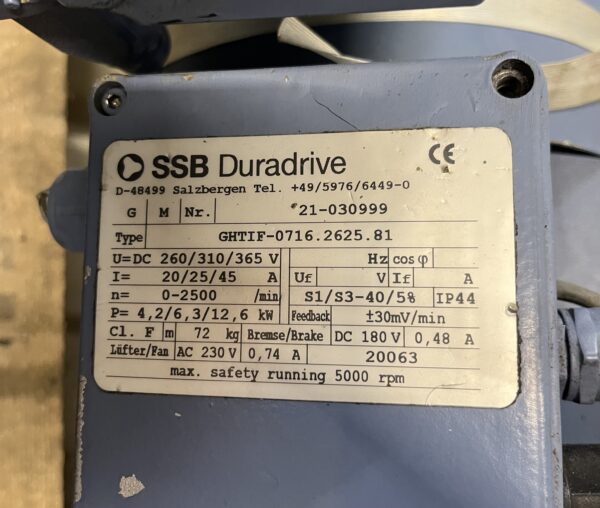 SSB Duradrive CE
D-48499 Salzbergen Tel. +49/5976/6449-0
G M Nr. 21-030999
Type GHTIF-0716.2625.81
U= DC 260/310/365 V Hz cos φ
I= 20/25/45 A Uf V If A
n= 0-2500 /min S1/S3-40/5% IP44
P= 4,2/6,3/12,6 kW Feedback ±30mV/min
Cl. F m 72 kg Bremse/Brake DC 180V 0,48 A
Lüfter/Fan AC 230 V 0,74 A 20063
max. safety running 5000 rpm